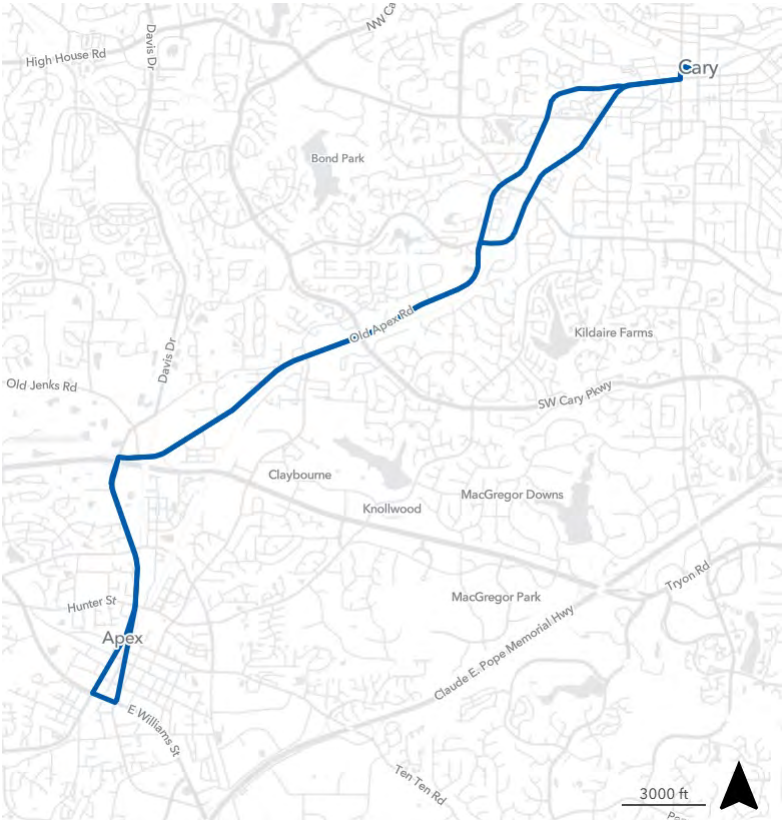 NW Ca
High House Rd
Davis Dr
Cary
Bond Park
Old Apex Rd
Kildaire Farms
Davis Dr
Old Jenks Rd
SW Cary Pkwy
Claybourne
Knollwood
MacGregor Downs
Tryon Rd
MacGregor Park
Hunter St
Apex
Claude E. Pope Memorial Hwy
E Williams St
Ten Ten Rd
3000 ft